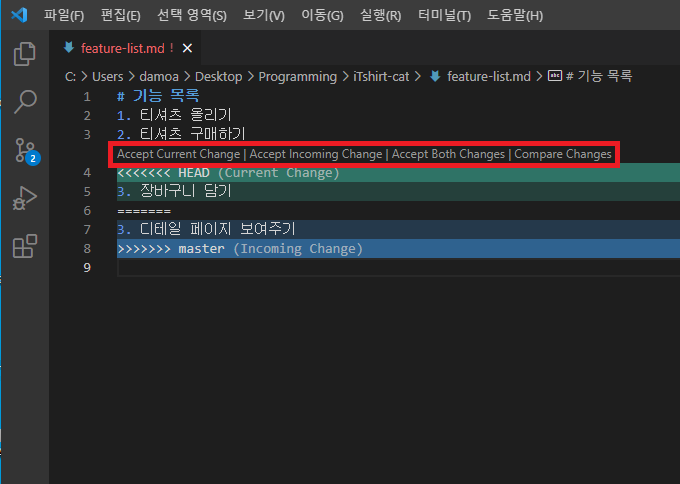 파일(F) 편집(E) 선택 영역(S) 보기(V) 이동(G) 실행(R) 터미널(T) 도움말(H)
feature-list.md !
C: > Users > damoa > Desktop > Programming > iTshirt-cat > feature-list.md > abc # 기능 목록
1 # 기능 목록
2 1. 티셔츠 올리기
3 2. 티셔츠 구매하기
Accept Current Change | Accept Incoming Change | Accept Both Changes | Compare Changes
4 <<<<<<< HEAD (Current Change)
5 3. 장바구니 담기
6 =======
7 3. 디테일 페이지 보여주기
8 >>>>>>> master (Incoming Change)
9
2